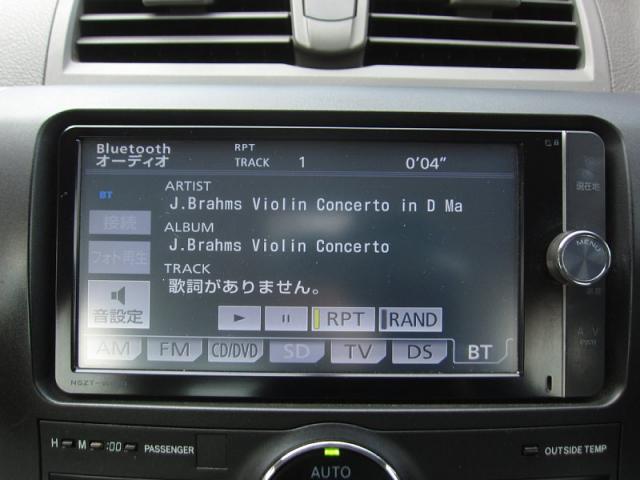 Bluetooth
オーディオ
RPT
TRACK 1 0'04"
ARTIST
J.Brahms Violin Concerto in D Ma
BT
接続
ALBUM
J.Brahms Violin Concerto
フォト再生
TRACK
歌詞がありません。
音設定
RPT RAND
AM FM CD/DVD SD TV DS BT
現在地
MENU
AV
H M :00 PASSENGER
OUTSIDE TEMP
AUTO